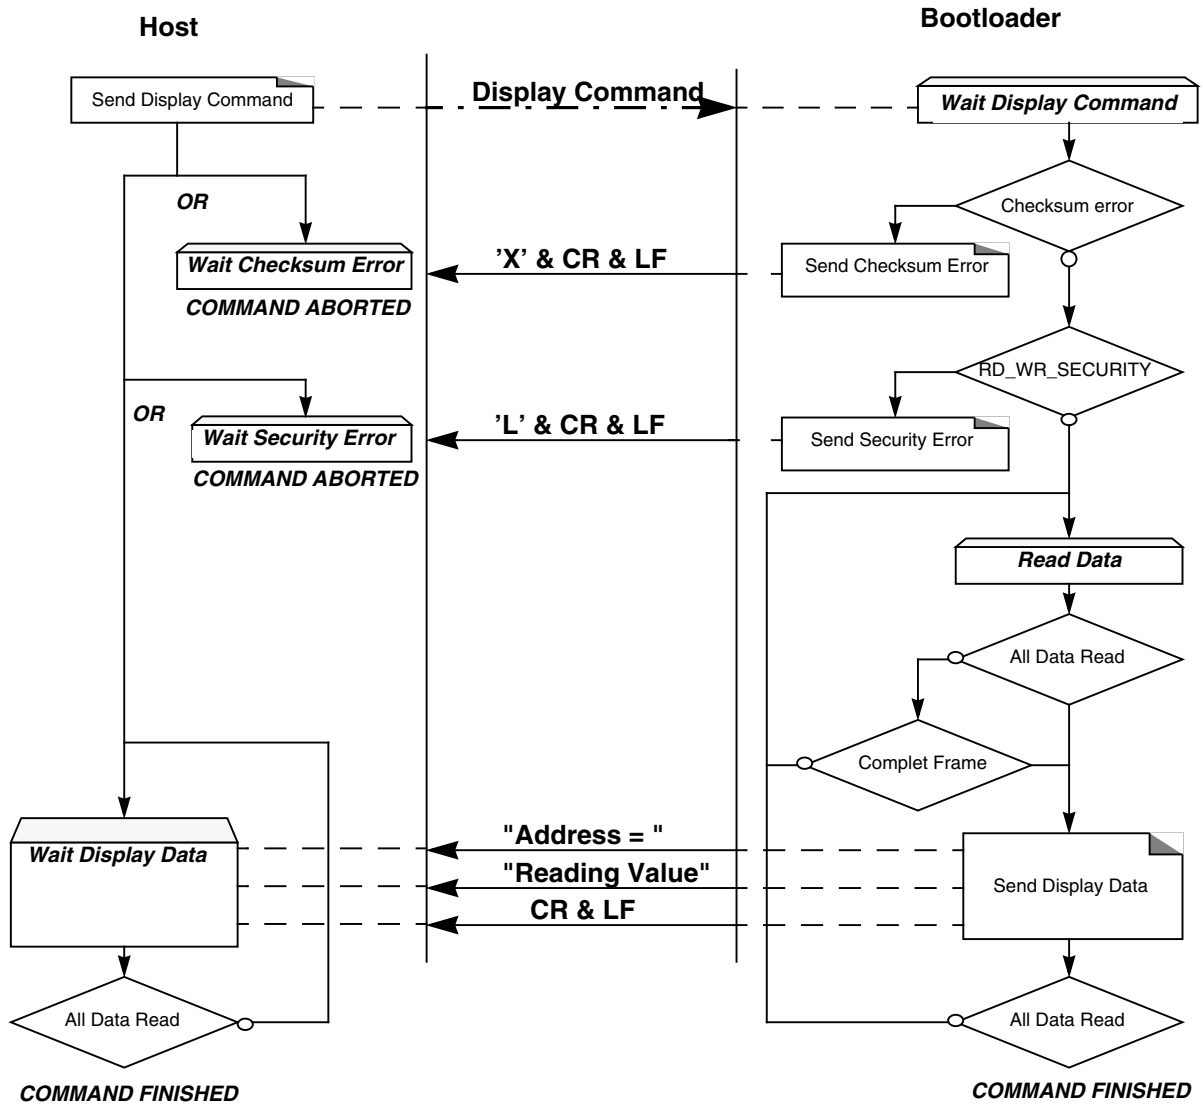 Host
Bootloader
Send Display Command
Display Command
Wait Display Command
OR
Checksum error
Wait Checksum Error
'X' & CR & LF
Send Checksum Error
COMMAND ABORTED
RD_WR_SECURITY
OR
Wait Security Error
'L' & CR & LF
Send Security Error
COMMAND ABORTED
Read Data
All Data Read
Complet Frame
Wait Display Data
"Address = "
"Reading Value"
CR & LF
Send Display Data
All Data Read
All Data Read
COMMAND FINISHED
COMMAND FINISHED